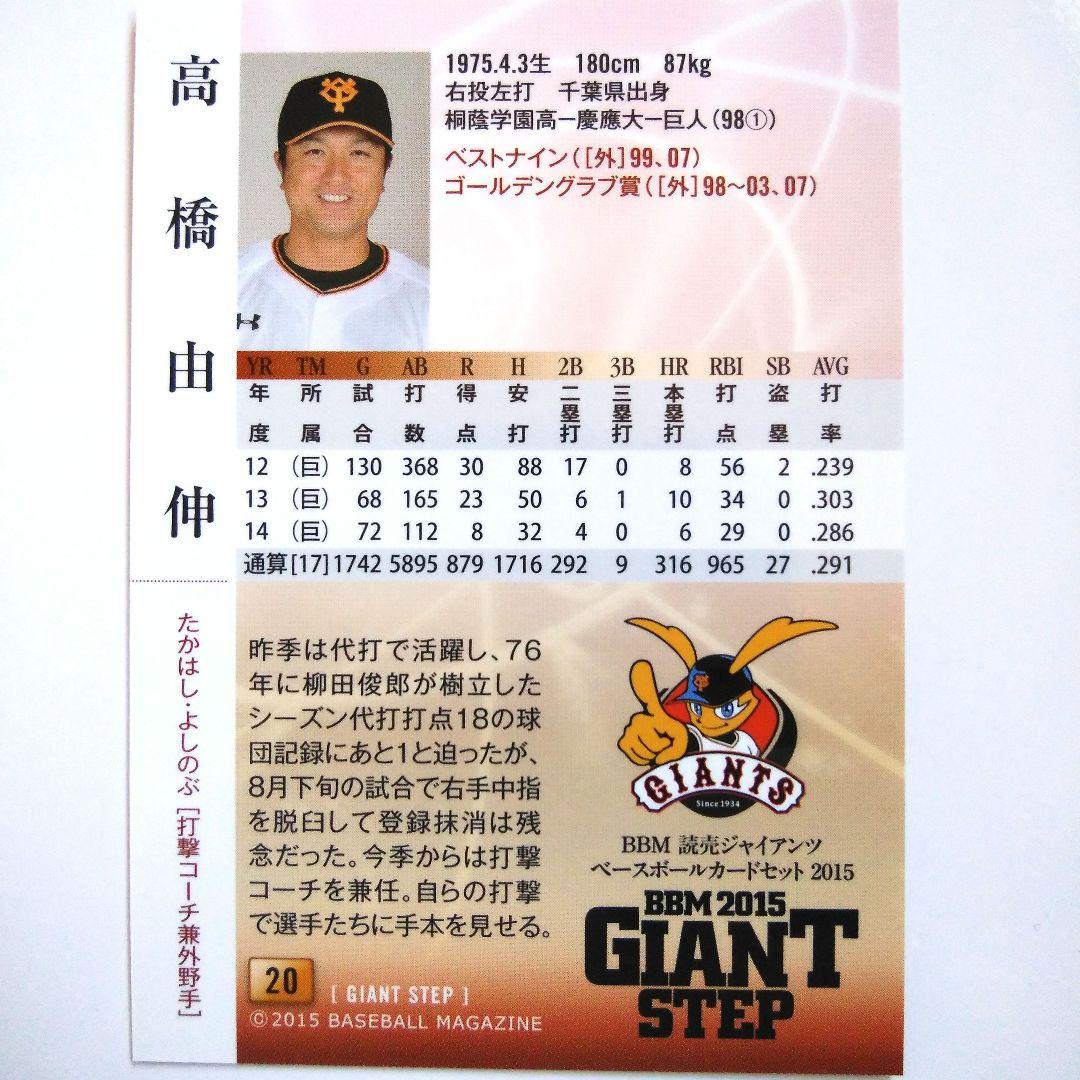 高橋由伸
たかはし・よしのぶ [打撃コーチ兼外野手]
1975.4.3生　180cm　87kg
右投左打　千葉県出身
桐蔭学園高ー慶應大ー巨人（98①）
ベストナイン（[外]99、07）
ゴールデングラブ賞（[外]98〜03、07）
YR TM G AB R H 2B 3B HR RBI SB AVG
年度 所属 試合 打数 得点 安打 二塁打 三塁打 本塁打 打点 盗塁 打率
12 （巨） 130 368 30 88 17 0 8 56 2 .239
13 （巨） 68 165 23 50 6 1 10 34 0 .303
14 （巨） 72 112 8 32 4 0 6 29 0 .286
通算 [17] 1742 5895 879 1716 292 9 316 965 27 .291
昨季は代打で活躍し、76
年に柳田俊郎が樹立した
シーズン代打打点18の球
団記録にあと1と迫ったが、
8月下旬の試合で右手中指
を脱臼して登録抹消は残
念だった。今季からは打撃
コーチを兼任。自らの打撃
で選手たちに手本を見せる。
GIANTS
Since 1934
BBM 読売ジャイアンツ
ベースボールカードセット 2015
BBM 2015
GIANT
STEP
20
[ GIANT STEP ]
©2015 BASEBALL MAGAZINE